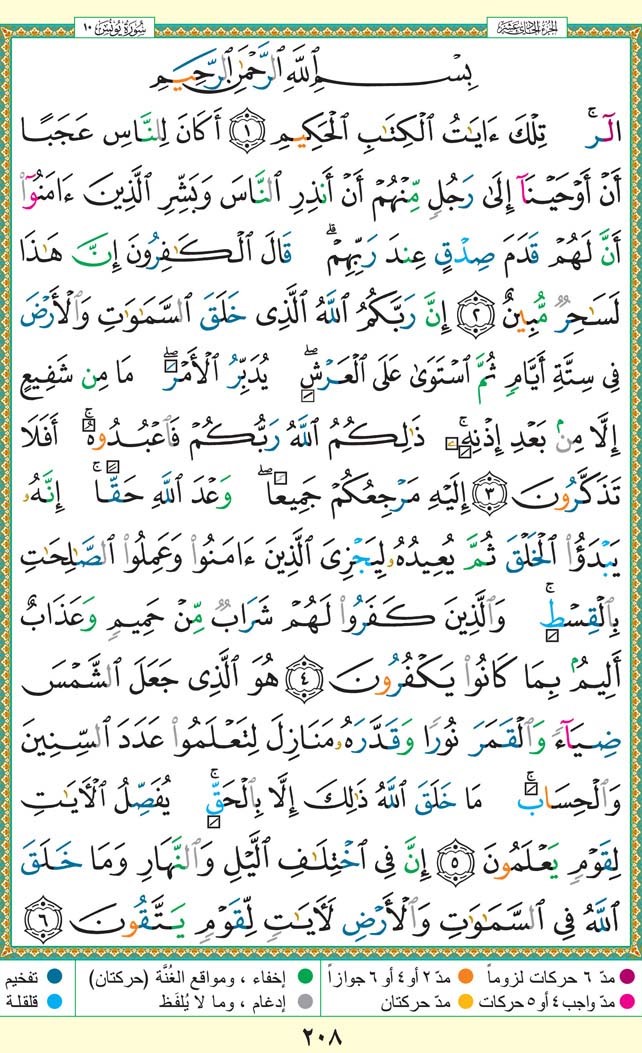 الجزء الحادي عشر
سورة يونس ١٠
بِسْمِ ٱللَّهِ ٱلرَّحْمَٰنِ ٱلرَّحِيمِ
الٓر ۚ تِلْكَ ءَايَٰتُ ٱلْكِتَٰبِ ٱلْحَكِيمِ ١ أَكَانَ لِلنَّاسِ عَجَبًا
أَنْ أَوْحَيْنَآ إِلَىٰ رَجُلٍ مِّنْهُمْ أَنْ أَنذِرِ ٱلنَّاسَ وَبَشِّرِ ٱلَّذِينَ ءَامَنُوٓا۟
أَنَّ لَهُمْ قَدَمَ صِدْقٍ عِندَ رَبِّهِمْ ۗ قَالَ ٱلْكَٰفِرُونَ إِنَّ هَٰذَا
لَسَٰحِرٌ مُّبِينٌ ٢ إِنَّ رَبَّكُمُ ٱللَّهُ ٱلَّذِى خَلَقَ ٱلسَّمَٰوَٰتِ وَٱلْأَرْضَ
فِى سِتَّةِ أَيَّامٍ ثُمَّ ٱسْتَوَىٰ عَلَى ٱلْعَرْشِ ۖ يُدَبِّرُ ٱلْأَمْرَ ۖ مَا مِن شَفِيعٍ
إِلَّا مِنۢ بَعْدِ إِذْنِهِۦ ۚ ذَٰلِكُمُ ٱللَّهُ رَبُّكُمْ فَٱعْبُدُوهُ ۚ أَفَلَا
تَذَكَّرُونَ ٣ إِلَيْهِ مَرْجِعُكُمْ جَمِيعًا ۖ وَعْدَ ٱللَّهِ حَقًّا ۚ إِنَّهُۥ
يَبْدَؤُا۟ ٱلْخَلْقَ ثُمَّ يُعِيدُهُۥ لِيَجْزِىَ ٱلَّذِينَ ءَامَنُوا۟ وَعَمِلُوا۟ ٱلصَّٰلِحَٰتِ
بِٱلْقِسْطِ ۚ وَٱلَّذِينَ كَفَرُوا۟ لَهُمْ شَرَابٌ مِّنْ حَمِيمٍ وَعَذَابٌ
أَلِيمٌۢ بِمَا كَانُوا۟ يَكْفُرُونَ ٤ هُوَ ٱلَّذِى جَعَلَ ٱلشَّمْسَ
ضِيَآءً وَٱلْقَمَرَ نُورًا وَقَدَّرَهُۥ مَنَازِلَ لِتَعْلَمُوا۟ عَدَدَ ٱلسِّنِينَ
وَٱلْحِسَابَ ۚ مَا خَلَقَ ٱللَّهُ ذَٰلِكَ إِلَّا بِٱلْحَقِّ ۚ يُفَصِّلُ ٱلْءَايَٰتِ
لِقَوْمٍ يَعْلَمُونَ ٥ إِنَّ فِى ٱخْتِلَٰفِ ٱلَّيْلِ وَٱلنَّهَارِ وَمَا خَلَقَ
ٱللَّهُ فِى ٱلسَّمَٰوَٰتِ وَٱلْأَرْضِ لَءَايَٰتٍ لِّقَوْمٍ يَتَّقُونَ ٦
مدّ ٦ حركات لزوماً مدّ ٢ أو ٤ أو ٦ جوازاً إخفاء ، ومواقع الغُنَّة (حركتان) تفخيم
مدّ واجب ٤ أو ٥ حركات مدّ حركتان إدغام ، وما لا يُلفَظ قلقلة
٢٠٨